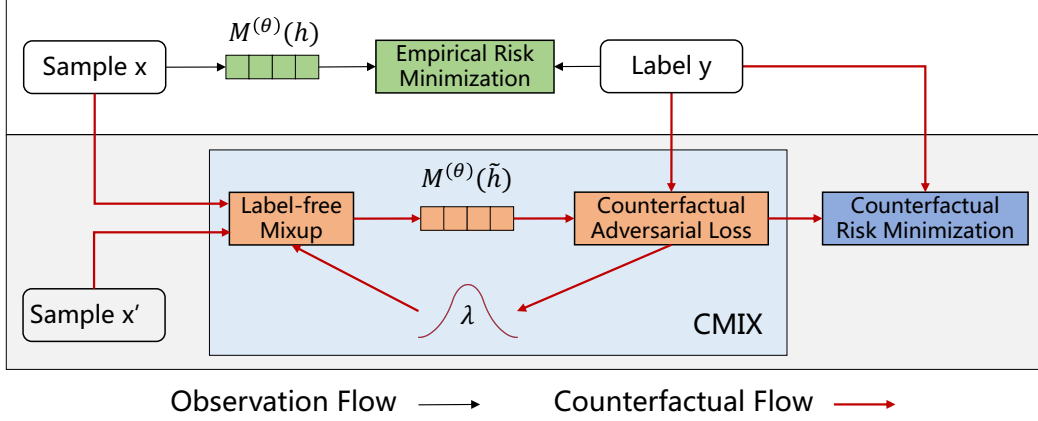 Sample x
M^(θ)(h)
Empirical Risk
Minimization
Label y
Label-free
Mixup
M^(θ)(h̃)
Counterfactual
Adversarial Loss
Counterfactual
Risk Minimization
Sample x'
λ
CMIX
Observation Flow
Counterfactual Flow